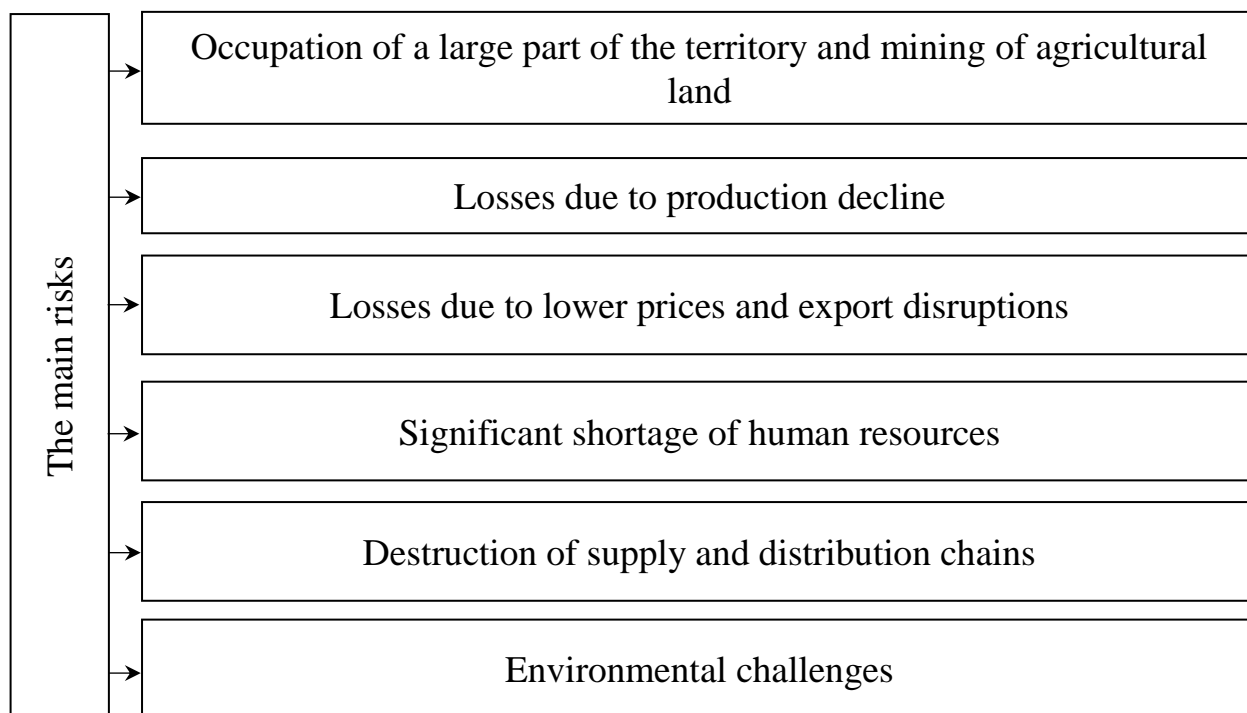 The main risks
Occupation of a large part of the territory and mining of agricultural
land
Losses due to production decline
Losses due to lower prices and export disruptions
Significant shortage of human resources
Destruction of supply and distribution chains
Environmental challenges